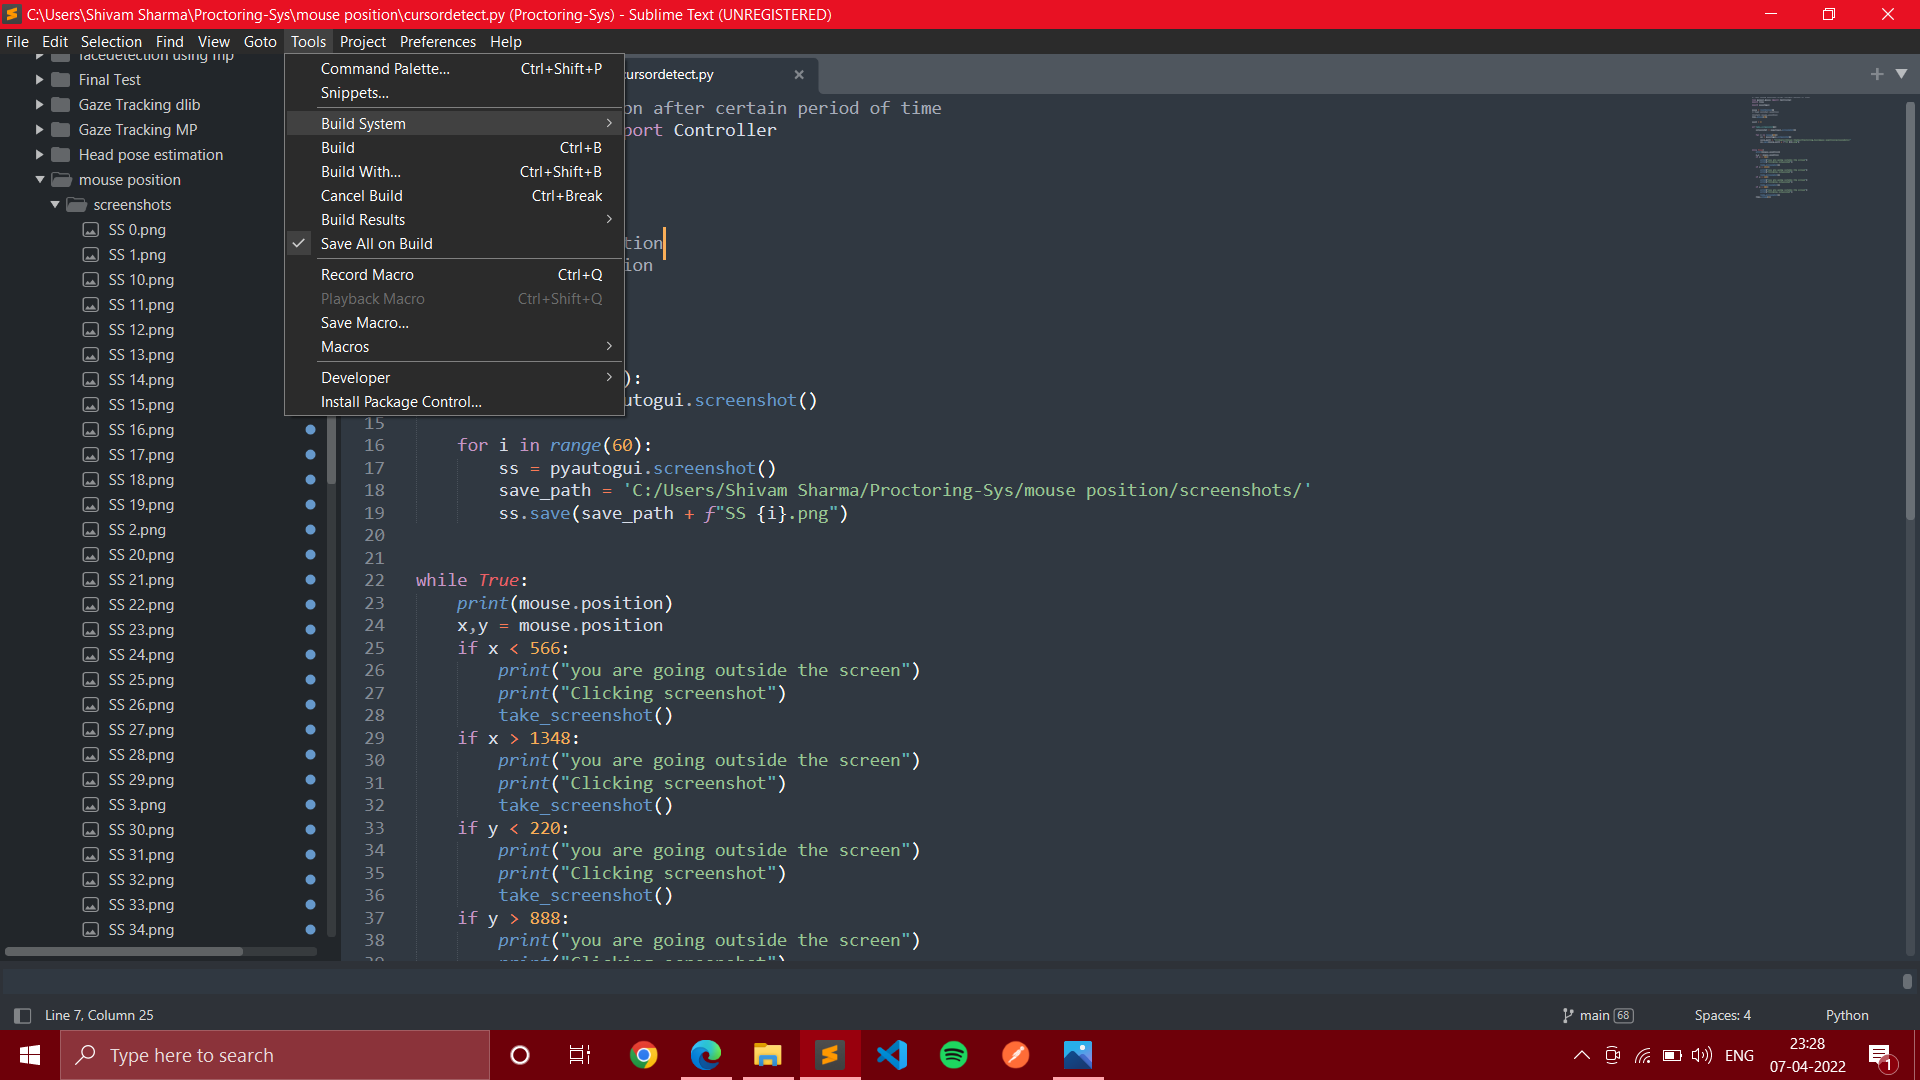 C:\Users\Shivam Sharma\Proctoring-Sys\mouse position\cursordetect.py (Proctoring-Sys) - Sublime Text (UNREGISTERED)
File Edit Selection Find View Goto Tools Project Preferences Help
facedetection using mp
Final Test
Gaze Tracking dlib
Gaze Tracking MP
Head pose estimation
mouse position
screenshots
SS 0.png
SS 1.png
SS 10.png
SS 11.png
SS 12.png
SS 13.png
SS 14.png
SS 15.png
SS 16.png
SS 17.png
SS 18.png
SS 19.png
SS 2.png
SS 20.png
SS 21.png
SS 22.png
SS 23.png
SS 24.png
SS 25.png
SS 26.png
SS 27.png
SS 28.png
SS 29.png
SS 3.png
SS 30.png
SS 31.png
SS 32.png
SS 33.png
SS 34.png
Command Palette... Ctrl+Shift+P
Snippets...
Build System
Build Ctrl+B
Build With... Ctrl+Shift+B
Cancel Build Ctrl+Break
Build Results
Save All on Build
Record Macro Ctrl+Q
Playback Macro Ctrl+Shift+Q
Save Macro...
Macros
Developer
Install Package Control...
cursordetect.py
on after certain period of time
port Controller
tion
ion
):
utogui.screenshot()
15
16 for i in range(60):
17 ss = pyautogui.screenshot()
18 save_path = 'C:/Users/Shivam Sharma/Proctoring-Sys/mouse position/screenshots/'
19 ss.save(save_path + f"SS {i}.png")
20
21
22 while True:
23 print(mouse.position)
24 x,y = mouse.position
25 if x < 566:
26 print("you are going outside the screen")
27 print("Clicking screenshot")
28 take_screenshot()
29 if x > 1348:
30 print("you are going outside the screen")
31 print("Clicking screenshot")
32 take_screenshot()
33 if y < 220:
34 print("you are going outside the screen")
35 print("Clicking screenshot")
36 take_screenshot()
37 if y > 888:
38 print("you are going outside the screen")
39 print("Clicking screenshot")
Line 7, Column 25
main 68
Spaces: 4
Python
Type here to search
ENG
23:28
07-04-2022
1